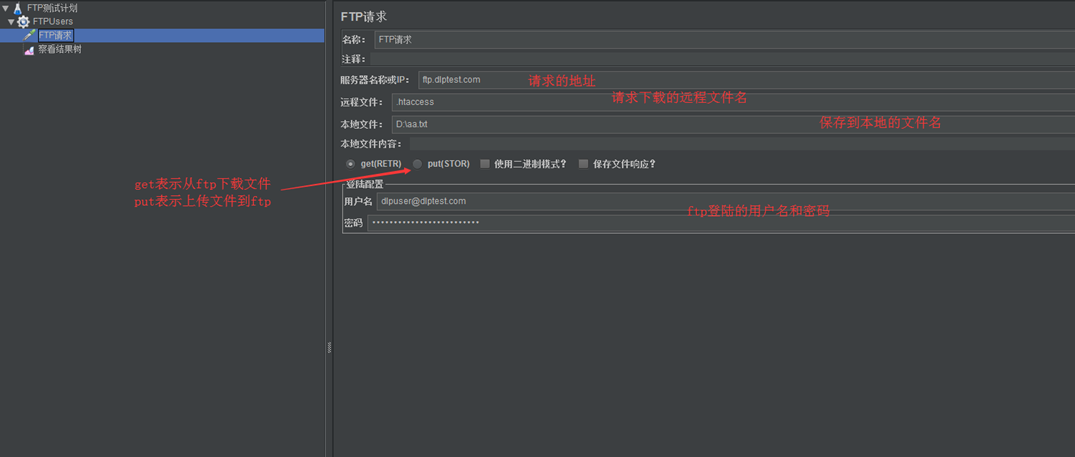 FTP测试计划
FTPUsers
FTP请求
察看结果树
FTP请求
名称： FTP请求
注释：
服务器名称或IP： ftp.dlptest.com 请求的地址
远程文件： .htaccess 请求下载的远程文件名
本地文件： D:\aa.txt 保存到本地的文件名
本地文件内容：
get(RETR) put(STOR) 使用二进制模式？ 保存文件响应？
get表示从ftp下载文件
put表示上传文件到ftp
登陆配置
用户名 dlpuser@dlptest.com
ftp登陆的用户名和密码
密码 •••••••••••••••••••••••••